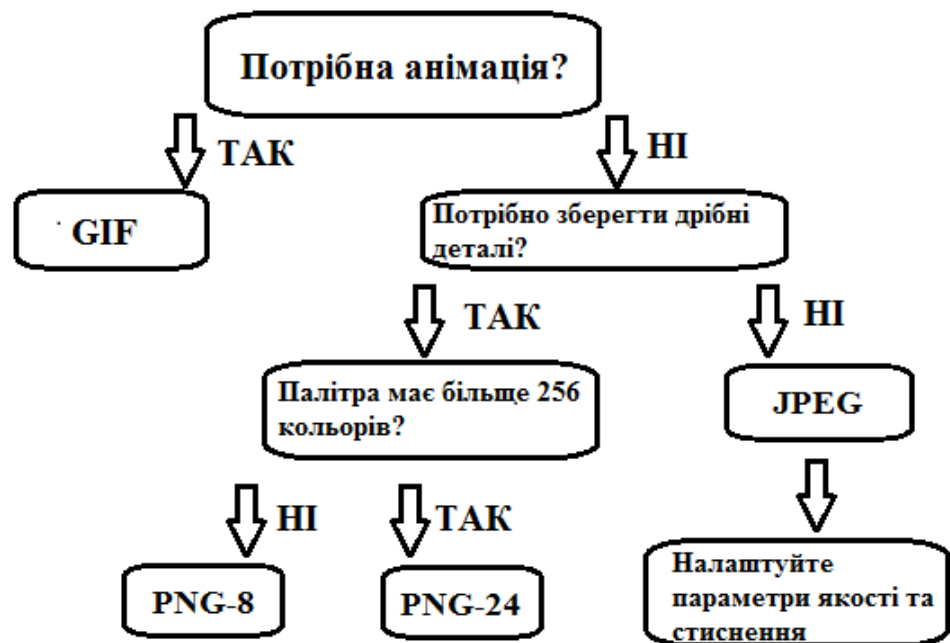 Потрібна анімація?
ТАК
НІ
GIF
Потрібно зберегти дрібні
деталі?
ТАК
НІ
Палітра має більще 256
кольорів?
JPEG
НІ
ТАК
PNG-8
PNG-24
Налаштуйте
параметри якості та
стиснення